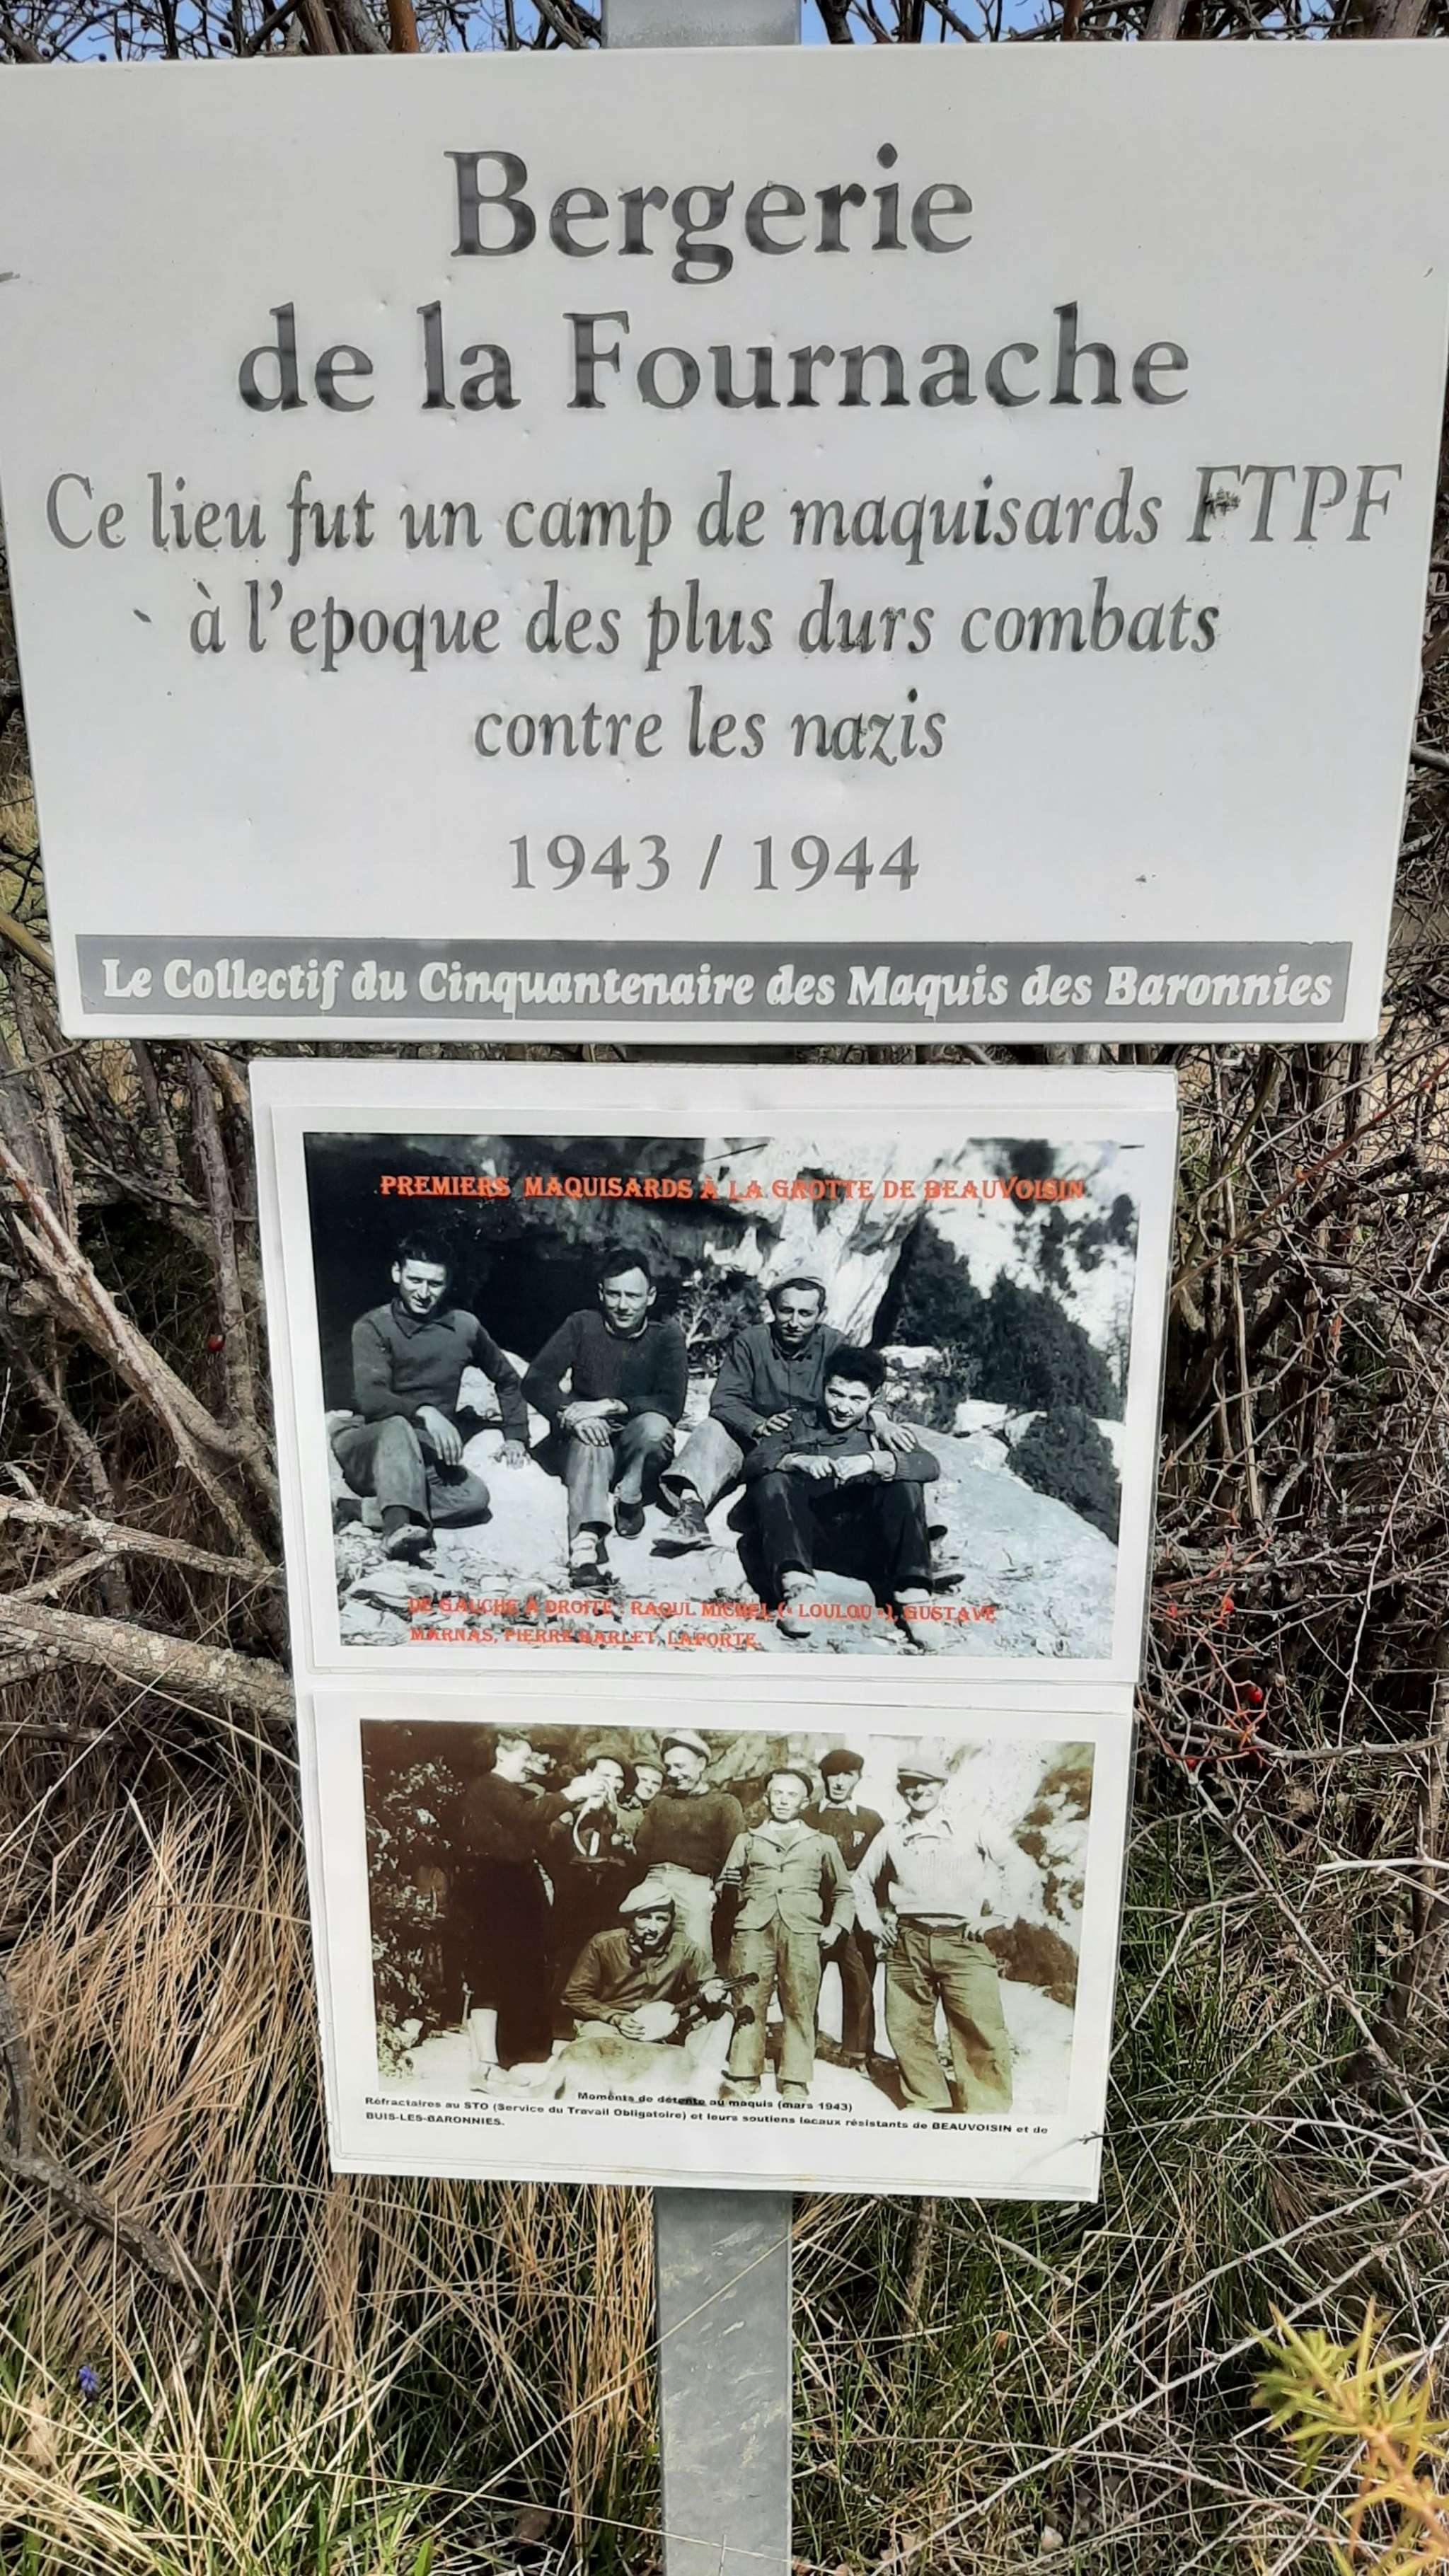 Bergerie
de la Fournache
Ce lieu fut un camp de maquisards FTPF
à l'epoque des plus durs combats
contre les nazis
1943 / 1944
Le Collectif du Cinquantenaire des Maquis des Baronnies
PREMIERS MAQUISARDS À LA GROTTE DE BEAUVOISIN
DE GAUCHE À DROITE : RAOUL MICHEL (« LOULOU »), GUSTAVE
MARNAS, PIERRE BARLET, LAPORTE.
Moments de détente au maquis (mars 1943)
Réfractaires au STO (Service du Travail Obligatoire) et leurs soutiens locaux résistants de BEAUVOISIN et de
BUIS-LES-BARONNIES.